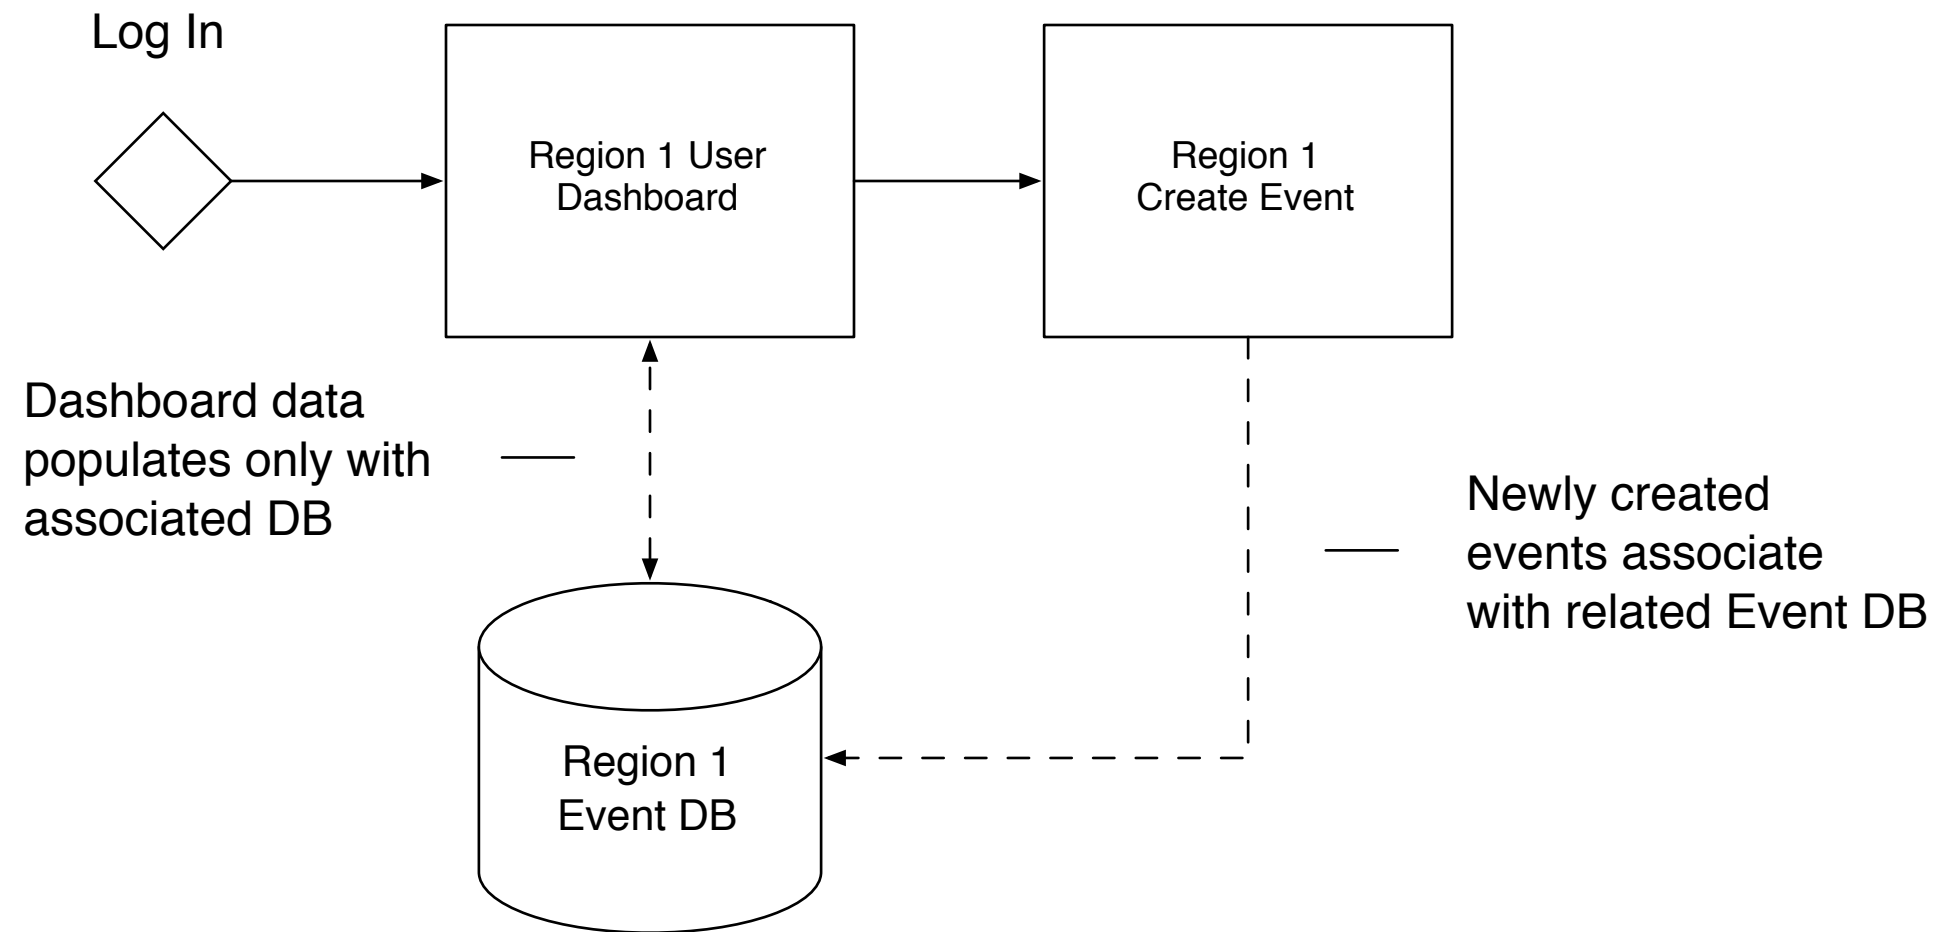 Log In
Region 1 User
Dashboard
Region 1
Create Event
Dashboard data
populates only with
associated DB
Newly created
events associate
with related Event DB
Region 1
Event DB